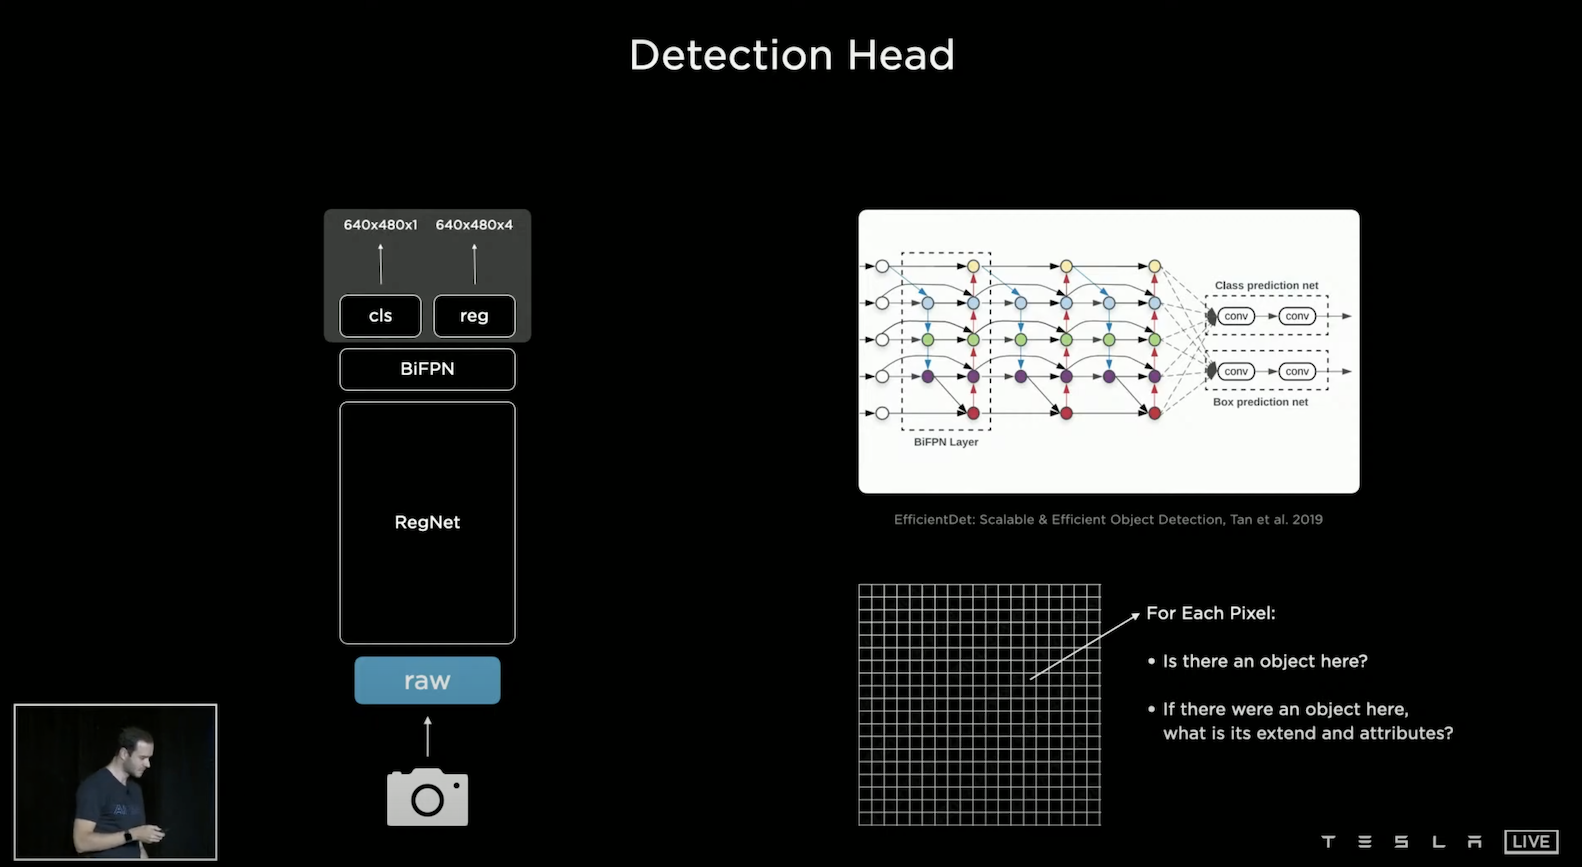 Detection Head
640x480x1 640x480x4
cls reg
BiFPN
RegNet
raw
Class prediction net
conv conv
conv conv
Box prediction net
BiFPN Layer
EfficientDet: Scalable & Efficient Object Detection, Tan et al. 2019
For Each Pixel:
• Is there an object here?
• If there were an object here,
what is its extend and attributes?
TESLA LIVE